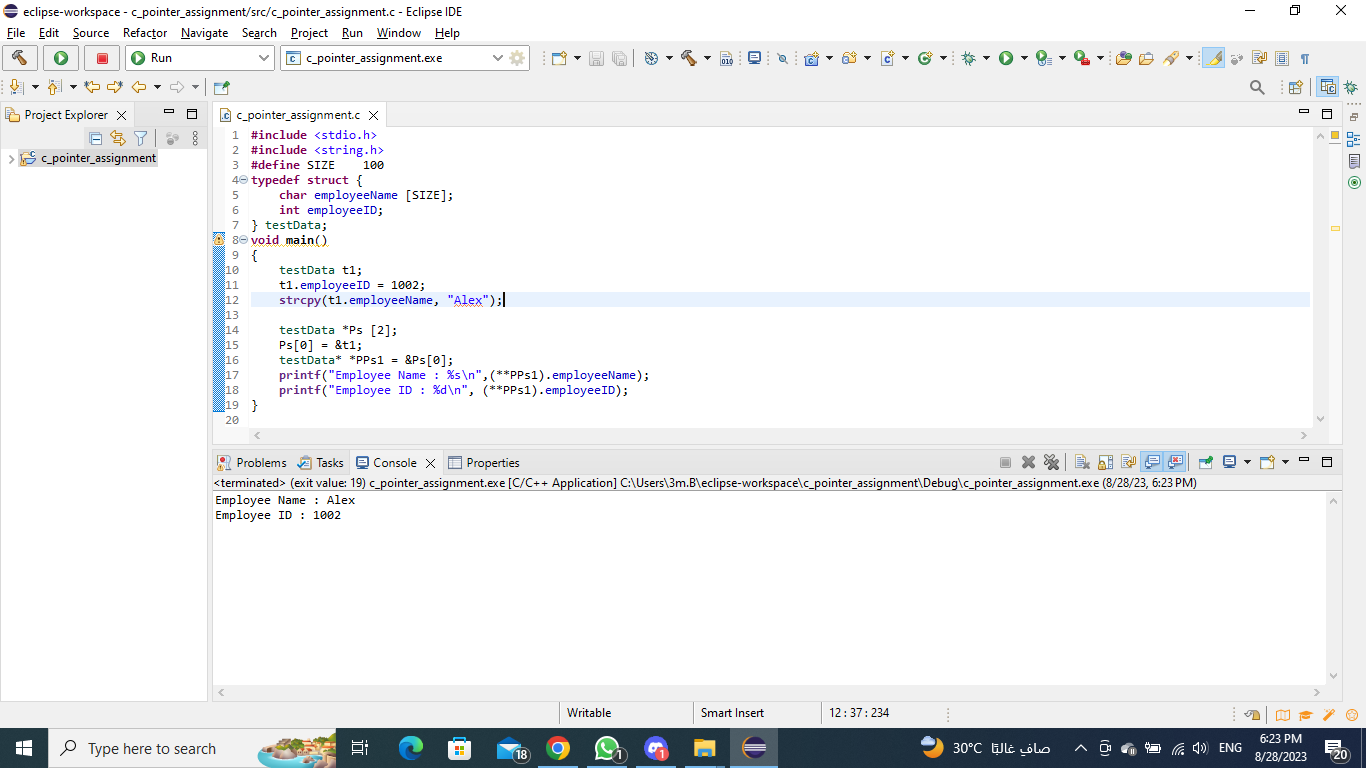 eclipse-workspace - c_pointer_assignment/src/c_pointer_assignment.c - Eclipse IDE
File Edit Source Refactor Navigate Search Project Run Window Help
Run c_pointer_assignment.exe
Project Explorer
c_pointer_assignment
c_pointer_assignment.c
1 #include <stdio.h>
2 #include <string.h>
3 #define SIZE    100
4 typedef struct {
5     char employeeName [SIZE];
6     int employeeID;
7 } testData;
8 void main()
9 {
10     testData t1;
11     t1.employeeID = 1002;
12     strcpy(t1.employeeName, "Alex");
13
14     testData *Ps [2];
15     Ps[0] = &t1;
16     testData* *PPs1 = &Ps[0];
17     printf("Employee Name : %s\n",(**PPs1).employeeName);
18     printf("Employee ID : %d\n", (**PPs1).employeeID);
19 }
20
Problems Tasks Console Properties
<terminated> (exit value: 19) c_pointer_assignment.exe [C/C++ Application] C:\Users\3m.B\eclipse-workspace\c_pointer_assignment\Debug\c_pointer_assignment.exe (8/28/23, 6:23 PM)
Employee Name : Alex
Employee ID : 1002
Writable Smart Insert 12 : 37 : 234
Type here to search 18 1 1 30°C صافٍ غالبًا ENG 6:23 PM 20
8/28/2023